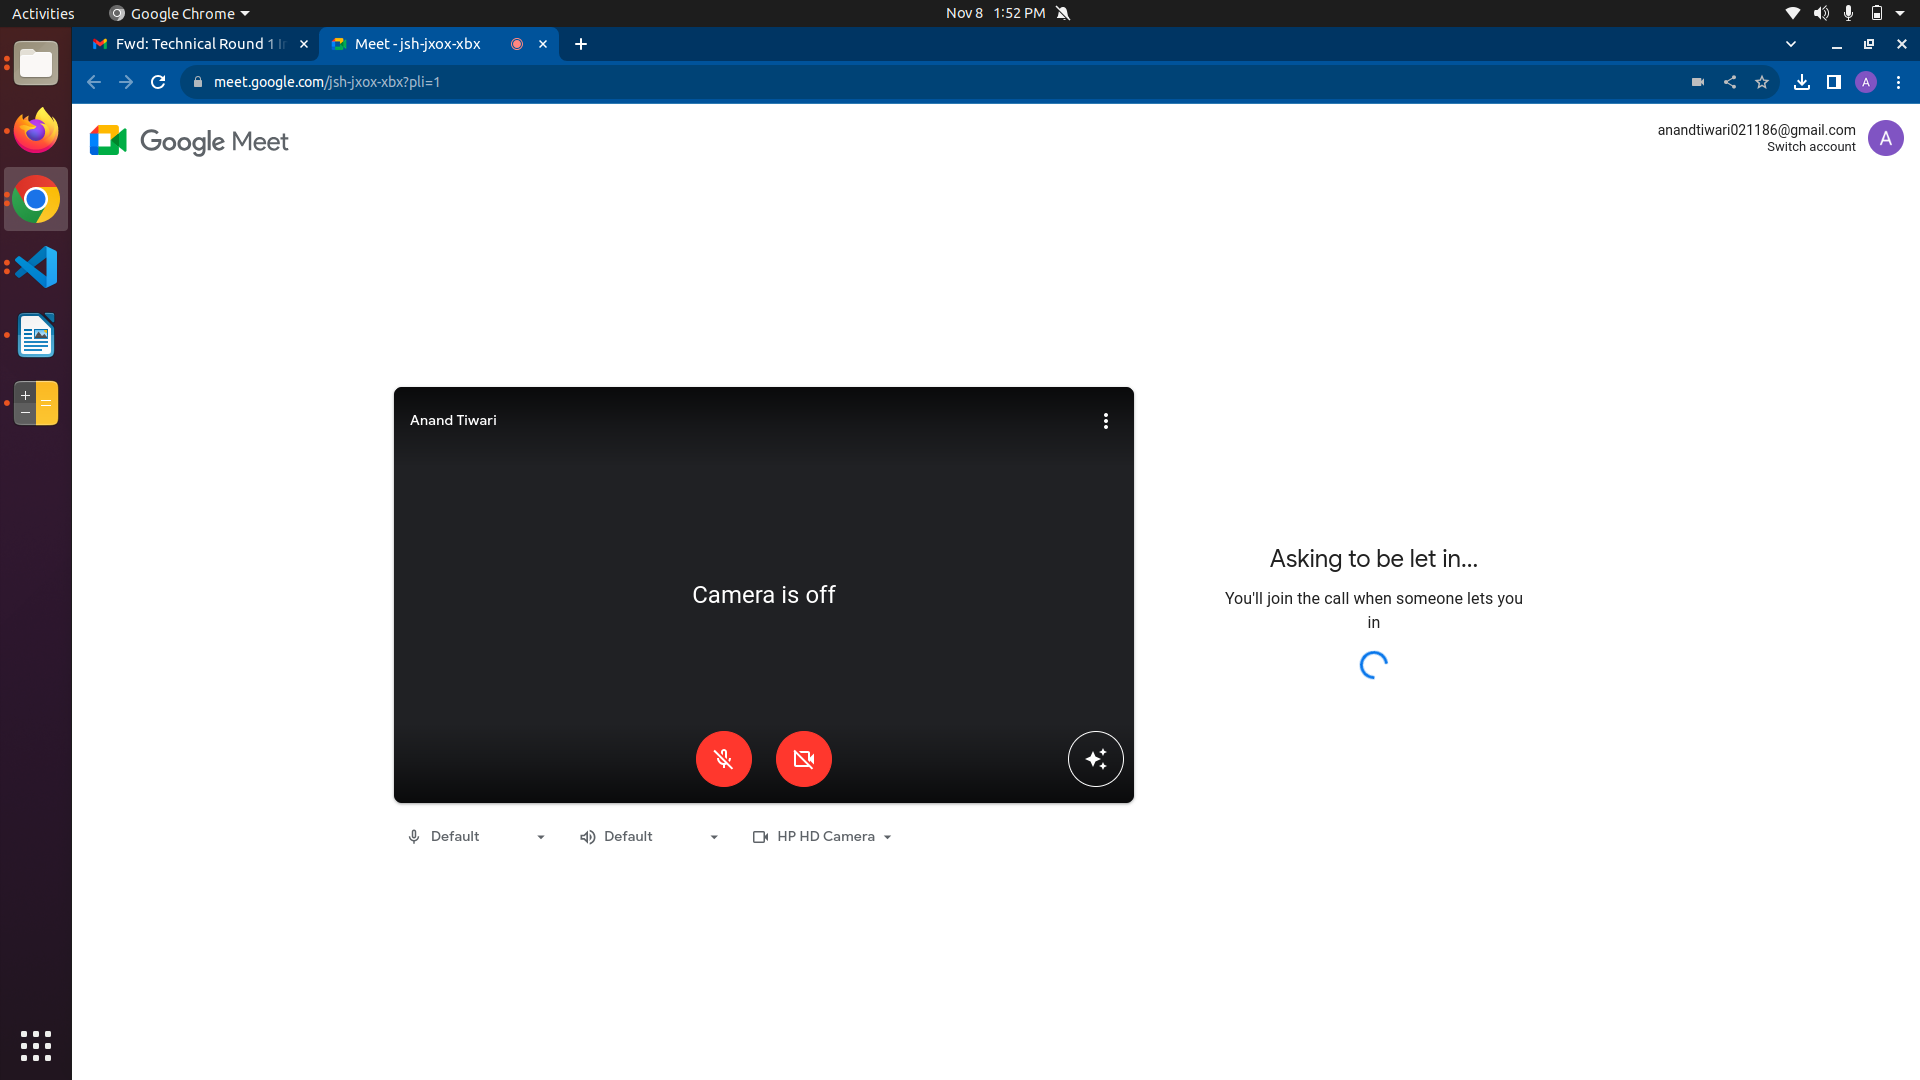 Activities
Google Chrome
Nov 8 1:52 PM
Fwd: Technical Round 1
Meet - jsh-jxox-xbx
meet.google.com/jsh-jxox-xbx?pli=1
A
Google Meet
anandtiwari021186@gmail.com
Switch account
A
Anand Tiwari
Camera is off
Asking to be let in...
You'll join the call when someone lets you
in
Default
Default
HP HD Camera